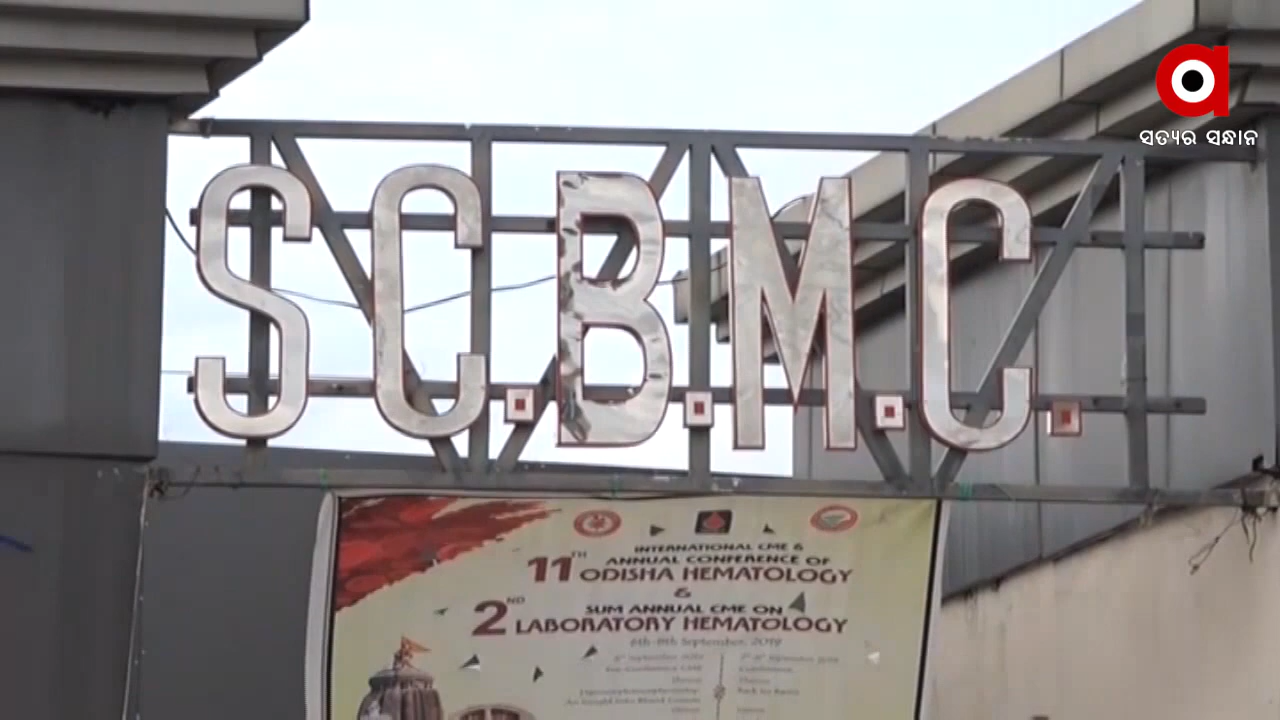 ସତ୍ୟର ସନ୍ଧାନ
SC.B.M.C.
INTERNATIONAL CME &
ANNUAL CONFERENCE OF
11TH ODISHA HEMATOLOGY
&
SUM ANNUAL CME ON
2ND LABORATORY HEMATOLOGY
6th-8th September, 2019